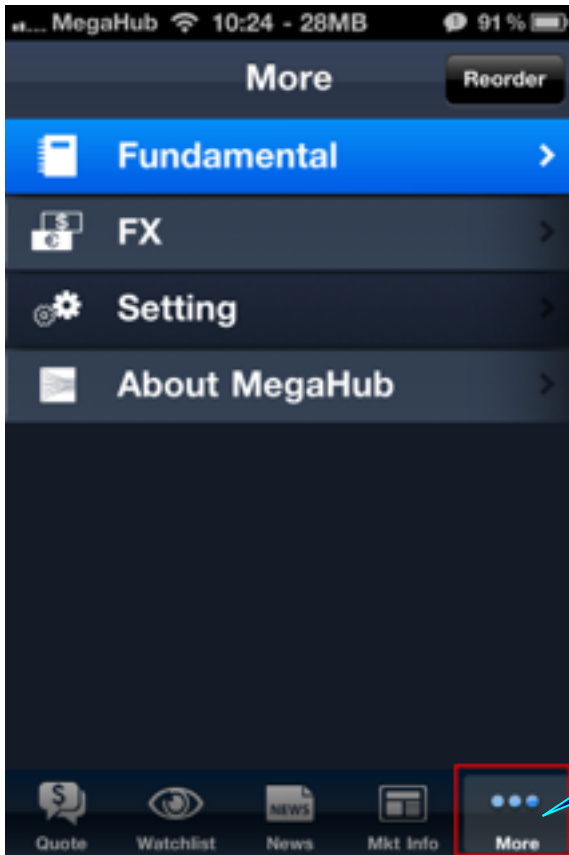 .... MegaHub 10:24 - 28MB 91 %
More Reorder
Fundamental
FX
Setting
About MegaHub
NEWS
Quote Watchlist News Mkt Info More